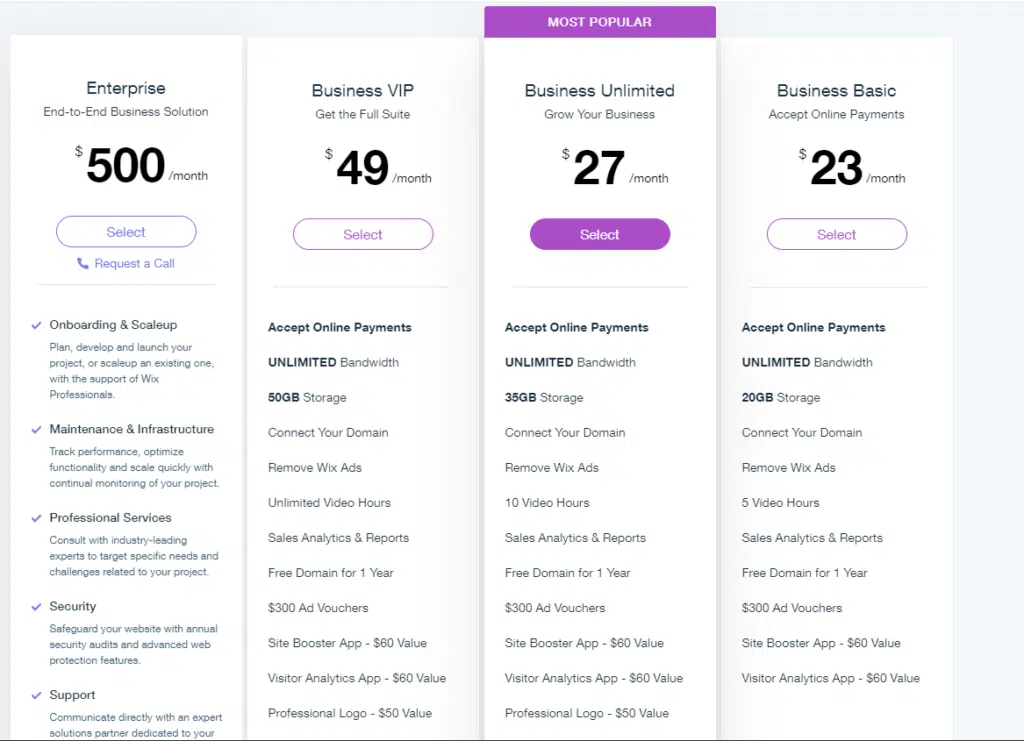 MOST POPULAR
Enterprise
End-to-End Business Solution
$500 /month
Select
Request a Call
Onboarding & Scaleup
Plan, develop and launch your
project, or scaleup an existing one,
with the support of Wix
Professionals.
Maintenance & Infrastructure
Track performance, optimize
functionality and scale quickly with
continual monitoring of your project.
Professional Services
Consult with industry-leading
experts to target specific needs and
challenges related to your project.
Security
Safeguard your website with annual
security audits and advanced web
protection features.
Support
Communicate directly with an expert
solutions partner dedicated to your
Business VIP
Get the Full Suite
$49 /month
Select
Accept Online Payments
UNLIMITED Bandwidth
50GB Storage
Connect Your Domain
Remove Wix Ads
Unlimited Video Hours
Sales Analytics & Reports
Free Domain for 1 Year
$300 Ad Vouchers
Site Booster App - $60 Value
Visitor Analytics App - $60 Value
Professional Logo - $50 Value
Business Unlimited
Grow Your Business
$27 /month
Select
Accept Online Payments
UNLIMITED Bandwidth
35GB Storage
Connect Your Domain
Remove Wix Ads
10 Video Hours
Sales Analytics & Reports
Free Domain for 1 Year
$300 Ad Vouchers
Site Booster App - $60 Value
Visitor Analytics App - $60 Value
Professional Logo - $50 Value
Business Basic
Accept Online Payments
$23 /month
Select
Accept Online Payments
UNLIMITED Bandwidth
20GB Storage
Connect Your Domain
Remove Wix Ads
5 Video Hours
Sales Analytics & Reports
Free Domain for 1 Year
$300 Ad Vouchers
Site Booster App - $60 Value
Visitor Analytics App - $60 Value